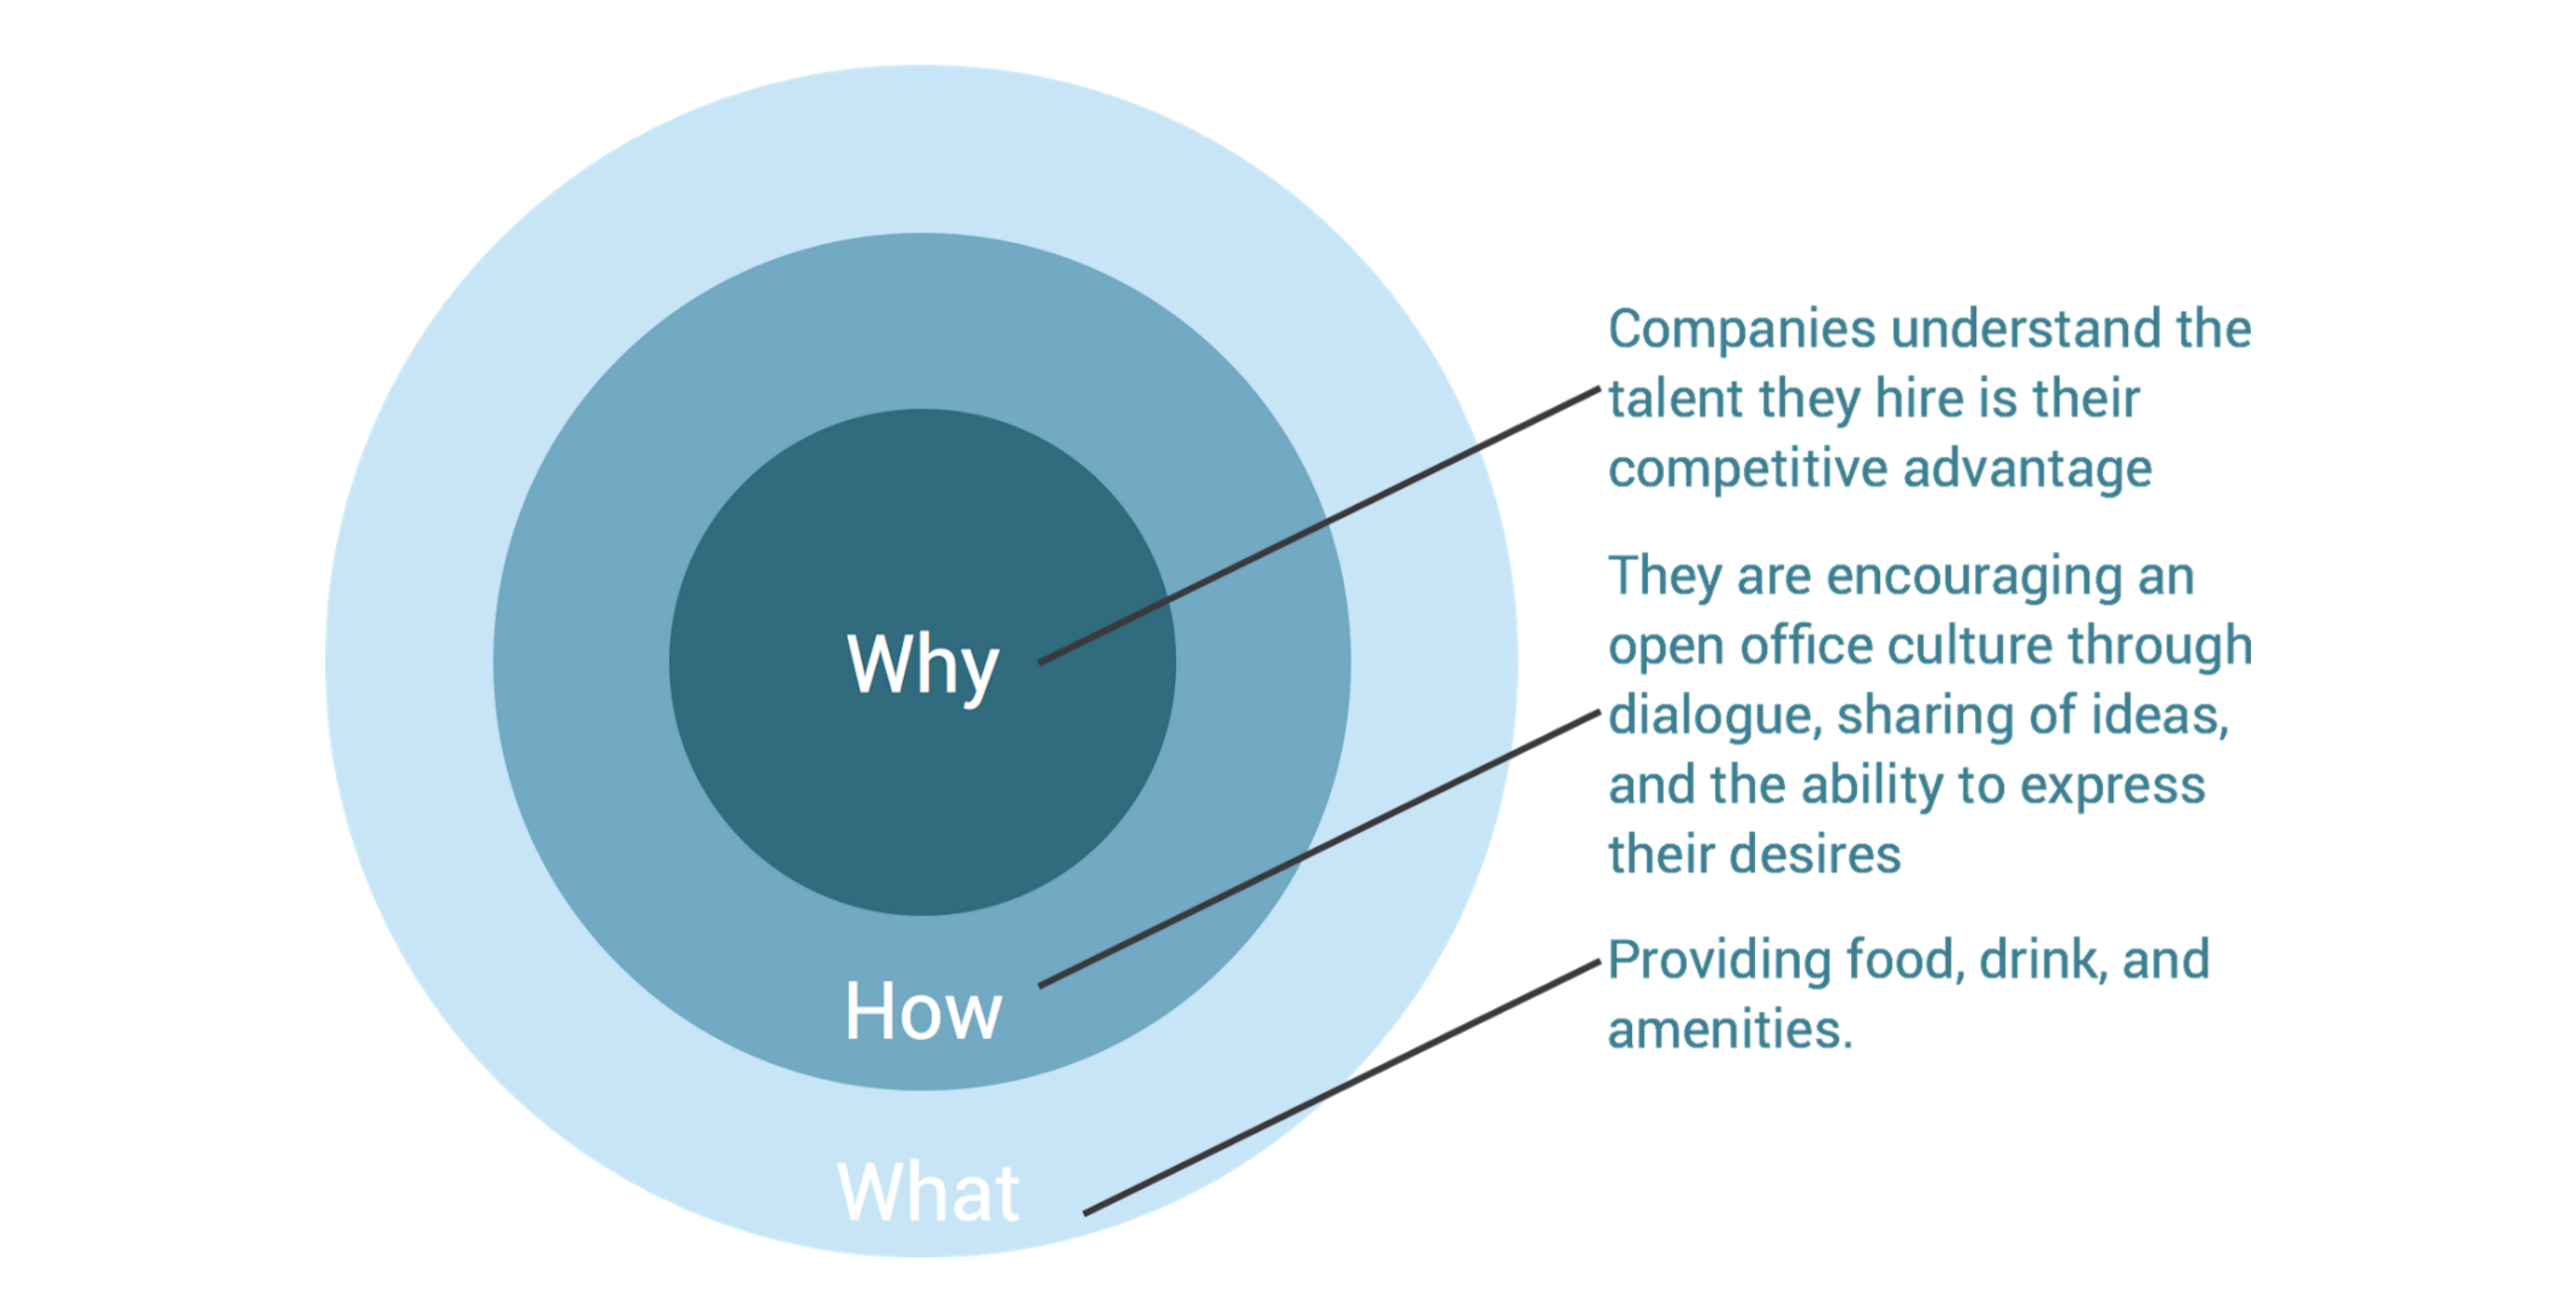 Companies understand the
talent they hire is their
competitive advantage
They are encouraging an
open office culture through
dialogue, sharing of ideas,
and the ability to express
their desires
Providing food, drink, and
amenities.
Why
How
What